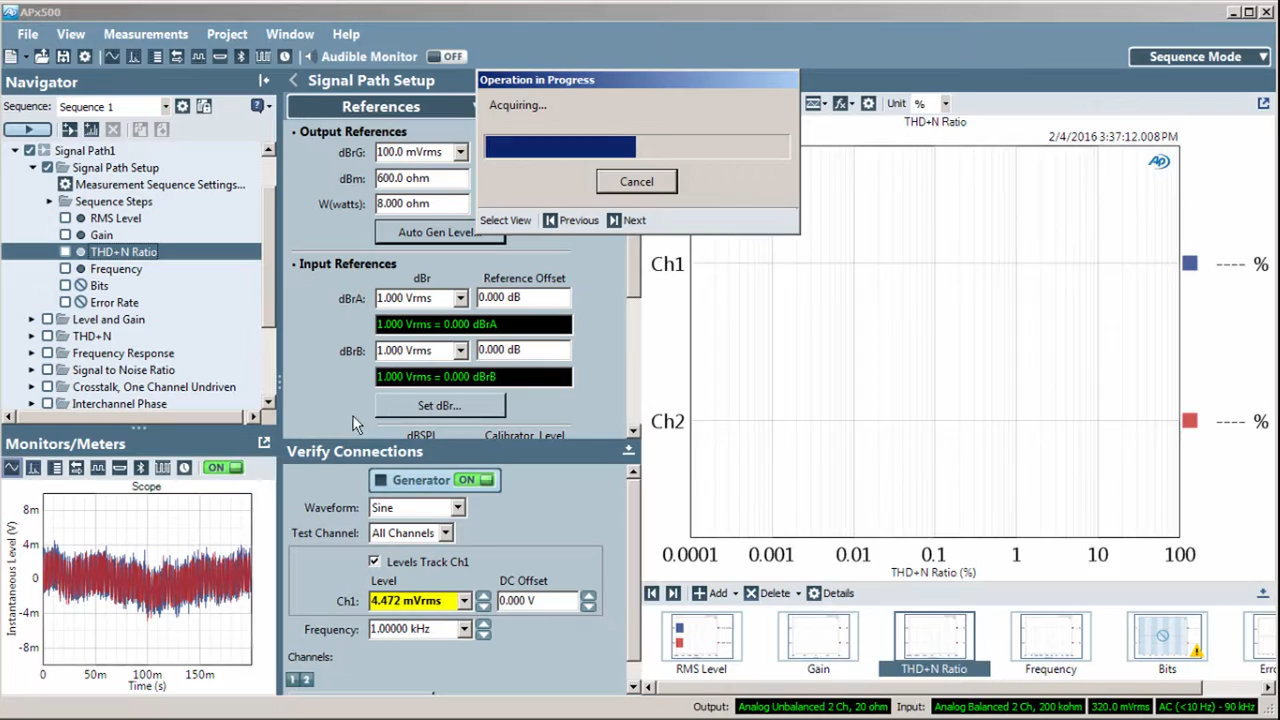 APx500
File View Measurements Project Window Help
Audible Monitor OFF
Sequence Mode
Navigator
Sequence: Sequence 1
Signal Path1
Signal Path Setup
Measurement Sequence Settings...
Sequence Steps
RMS Level
Gain
THD+N Ratio
Frequency
Bits
Error Rate
Level and Gain
THD+N
Frequency Response
Signal to Noise Ratio
Crosstalk, One Channel Undriven
Interchannel Phase
Monitors/Meters
ON
Scope
Instantaneous Level (V)
8m
4m
0
-4m
-8m
0 50m 100m 150m
Time (s)
Signal Path Setup
References
Output References
dBrG: 100.0 mVrms
dBm: 600.0 ohm
W(watts): 8.000 ohm
Auto Gen Level...
Input References
dBr Reference Offset
dBrA: 1.000 Vrms 0.000 dB
1.000 Vrms = 0.000 dBrA
dBrB: 1.000 Vrms 0.000 dB
1.000 Vrms = 0.000 dBrB
Set dBr...
dBSPL Calibrator Level
Verify Connections
Generator ON
Waveform: Sine
Test Channel: All Channels
Levels Track Ch1
Level DC Offset
Ch1: 4.472 mVrms 0.000 V
Frequency: 1.00000 kHz
Channels:
1 2
Operation in Progress
Acquiring...
Cancel
Select View Previous Next
Unit %
THD+N Ratio
2/4/2016 3:37:12.008PM
AP
Ch1 ---- %
Ch2 ---- %
0.0001 0.001 0.01 0.1 1 10 100
THD+N Ratio (%)
Add Delete Details
RMS Level Gain THD+N Ratio Frequency Bits
Output: Analog Unbalanced 2 Ch, 20 ohm Input: Analog Balanced 2 Ch, 200 kohm 320.0 mVrms AC (<10 Hz) - 90 kHz